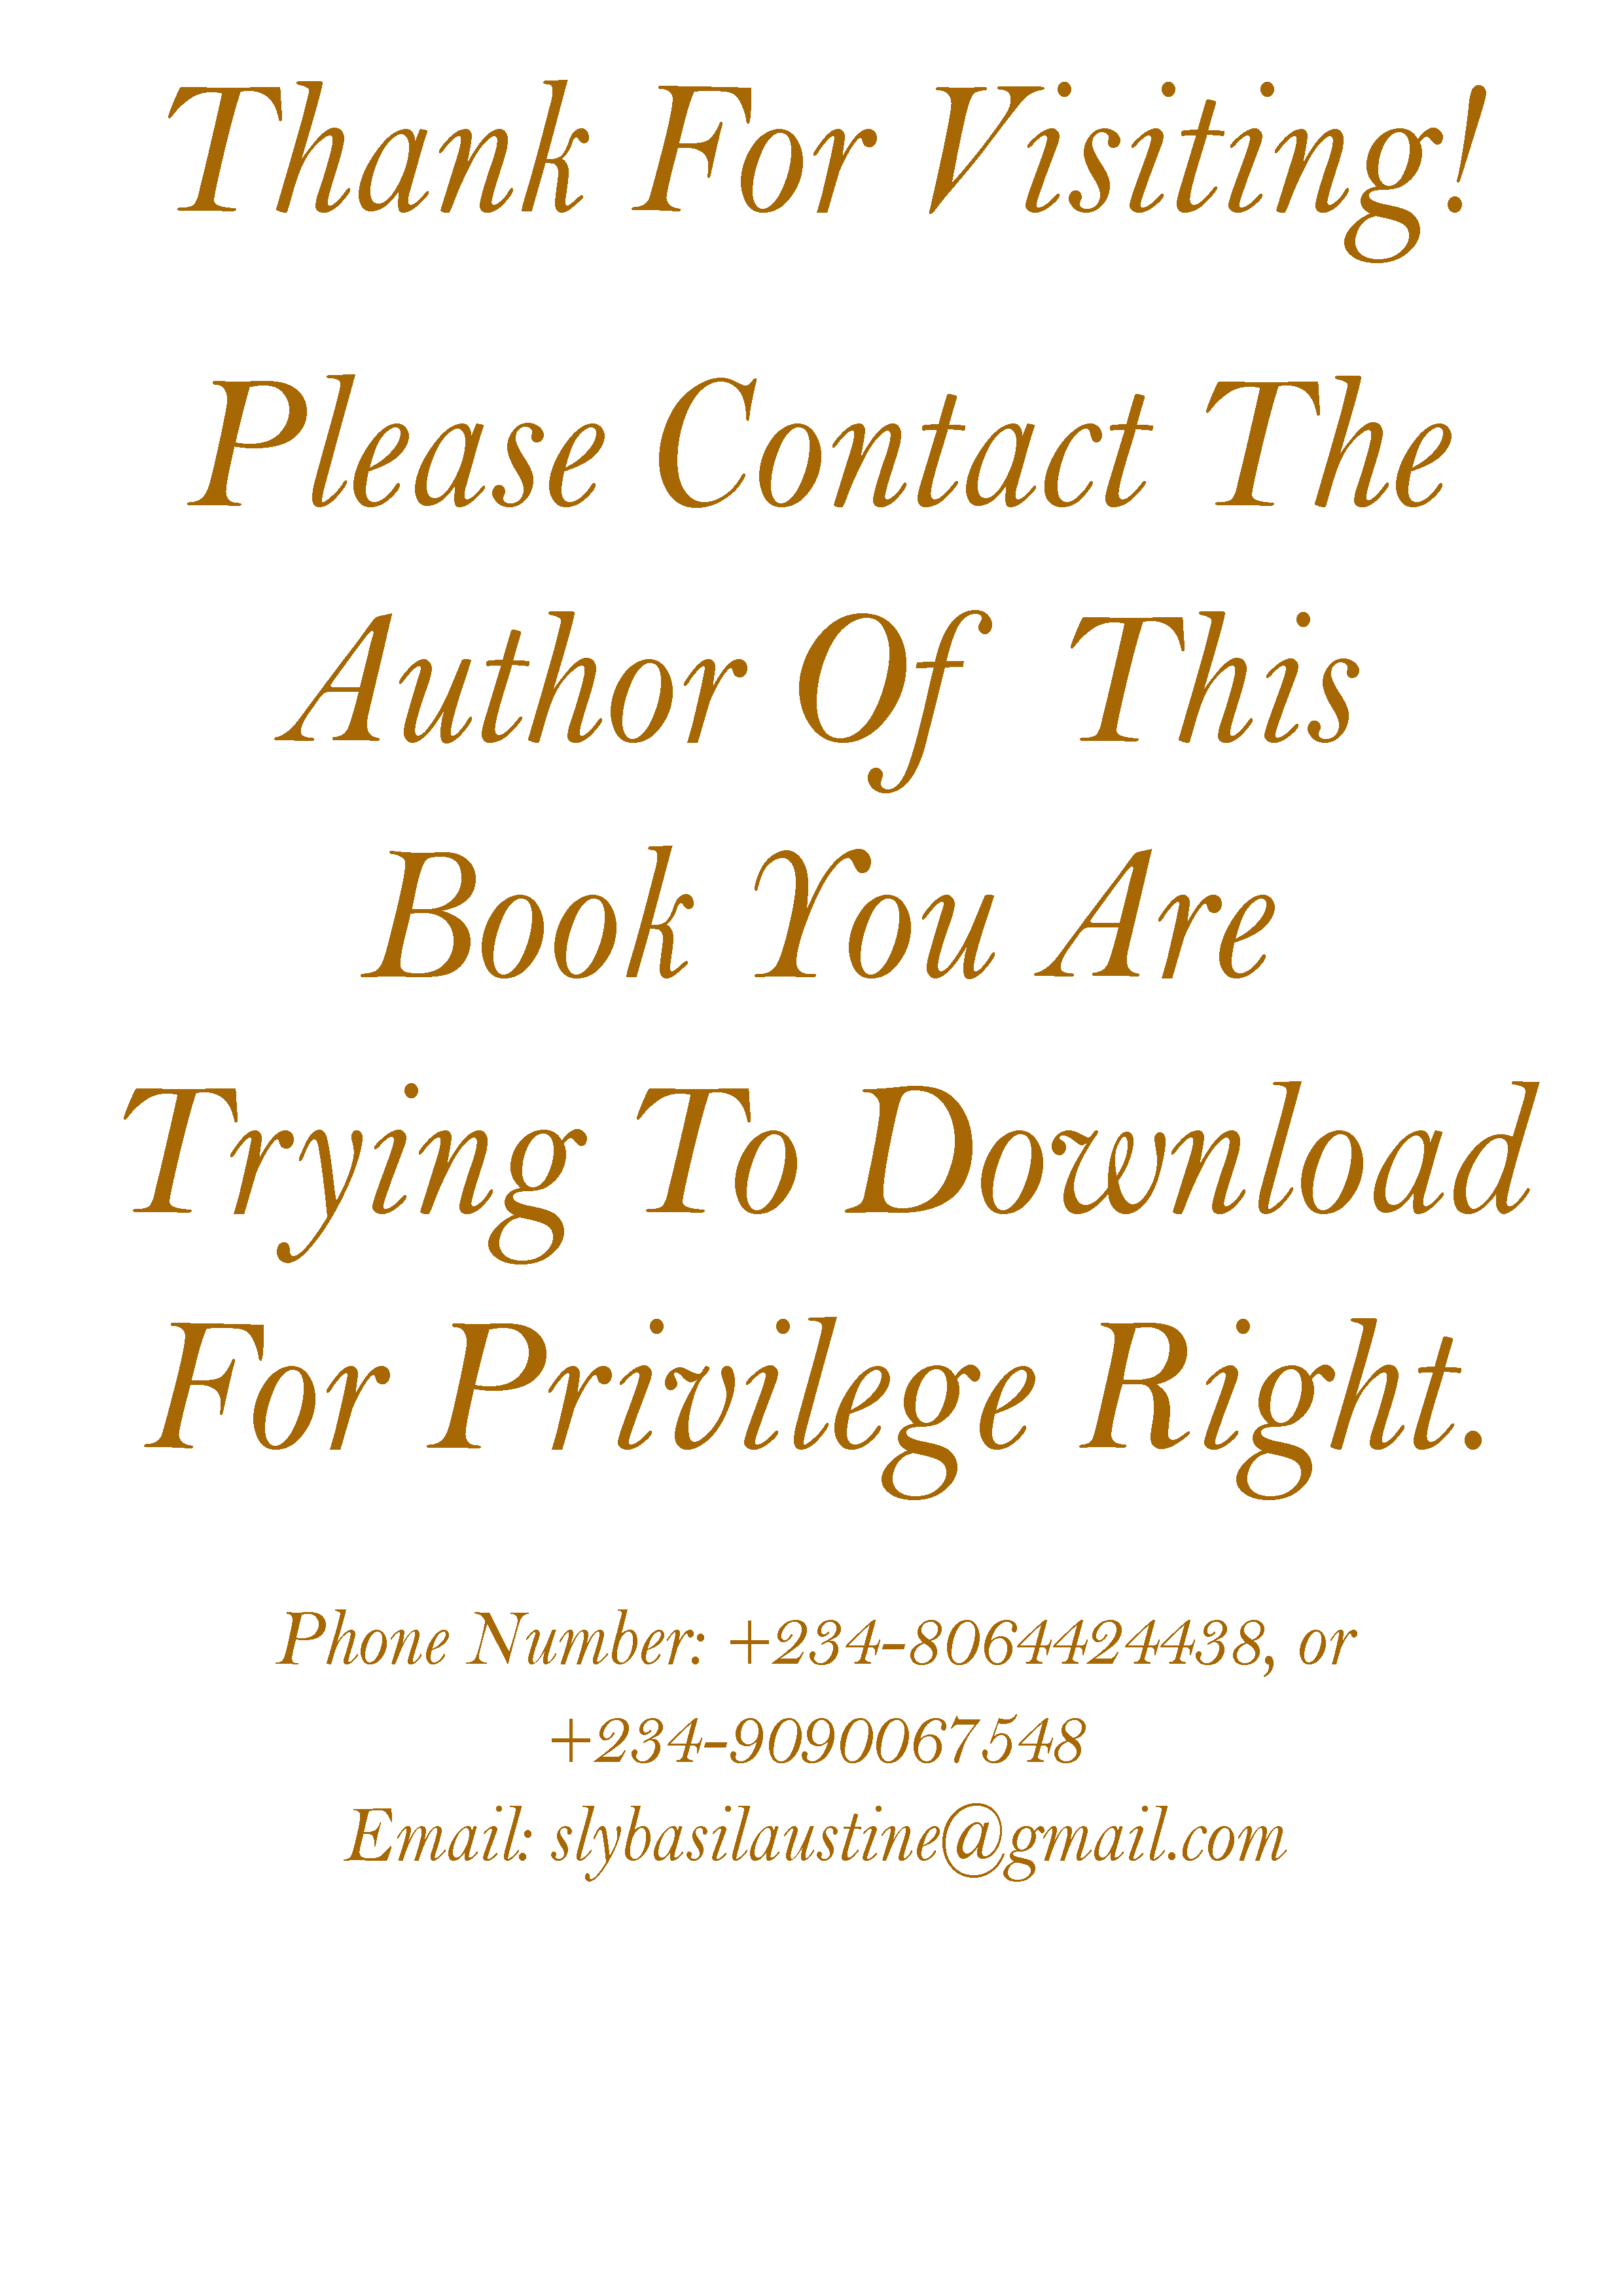 Thank For Visiting!
Please Contact The
Author Of This
Book You Are
Trying To Download
For Privilege Right.
Phone Number: +234-8064424438, or
+234-9090067548
Email: slybasilaustine@gmail.com